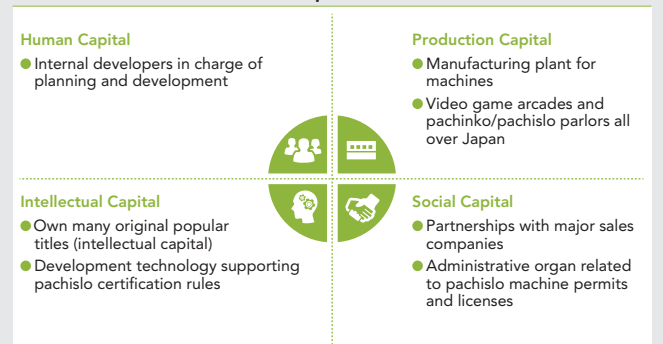 Human Capital
● Internal developers in charge of
planning and development
Production Capital
● Manufacturing plant for
machines
● Video game arcades and
pachinko/pachislo parlors all
over Japan
Intellectual Capital
● Own many original popular
titles (intellectual capital)
● Development technology supporting
pachislo certification rules
Social Capital
● Partnerships with major sales
companies
● Administrative organ related
to pachislo machine permits
and licenses